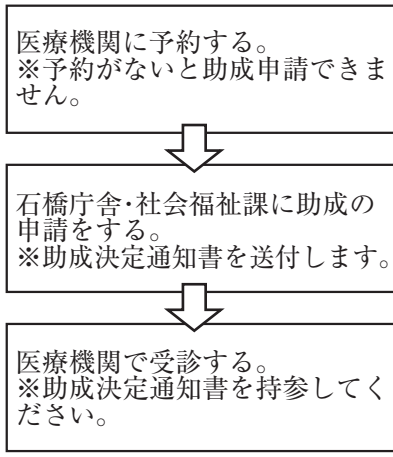 医療機関に予約する。
※予約がないと助成申請できま
せん。
石橋庁舎・社会福祉課に助成の
申請をする。
※助成決定通知書を送付します。
医療機関で受診する。
※助成決定通知書を持参してく
ださい。